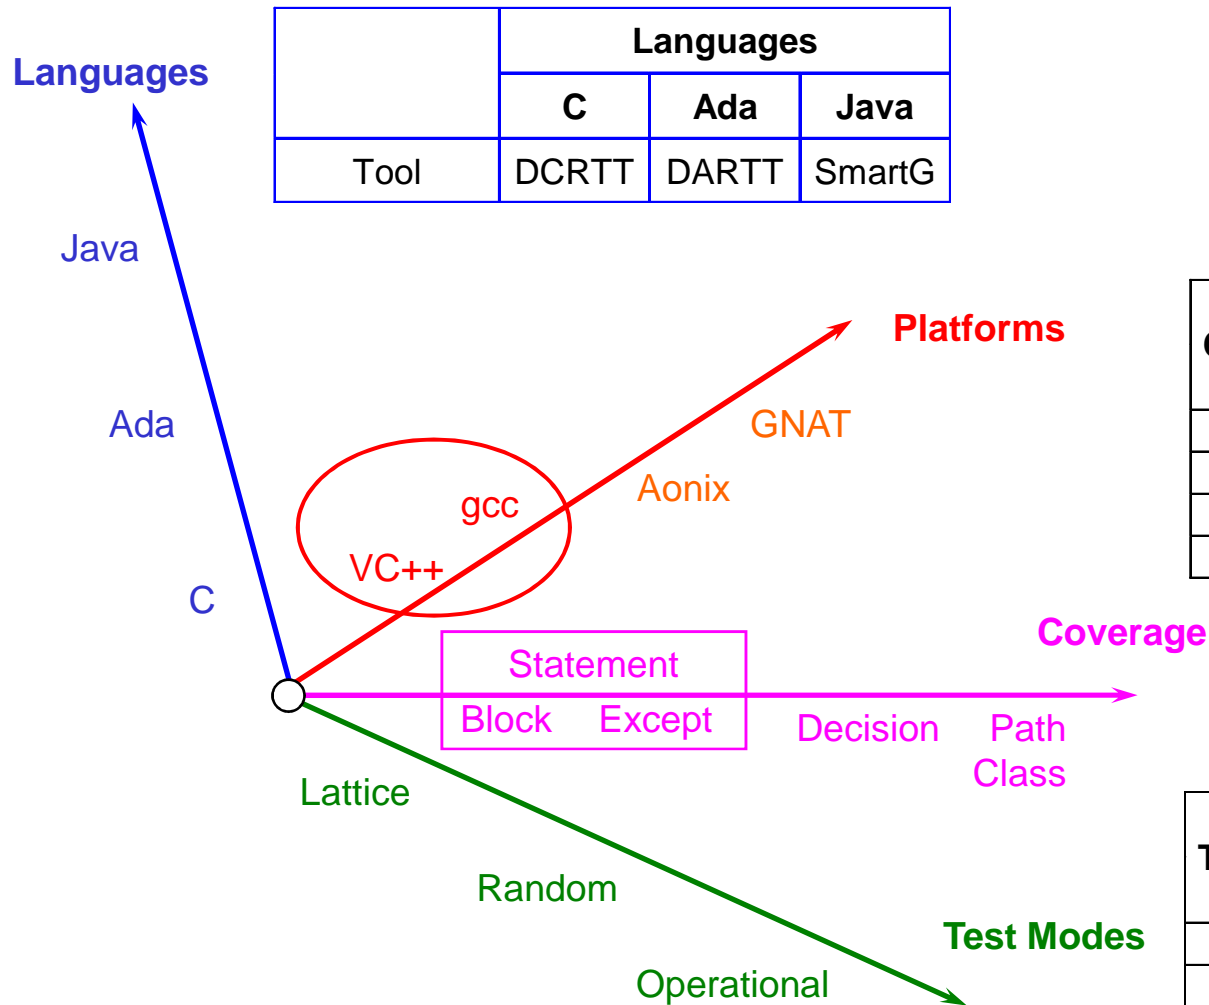 Languages
Languages
C Ada Java
Tool DCRTT DARTT SmartG
Java
Platforms
Ada
GNAT
Aonix
gcc
VC++
C
Coverage
Statement
Block Except
Decision Path
Class
Lattice
Random
Test Modes
Operational